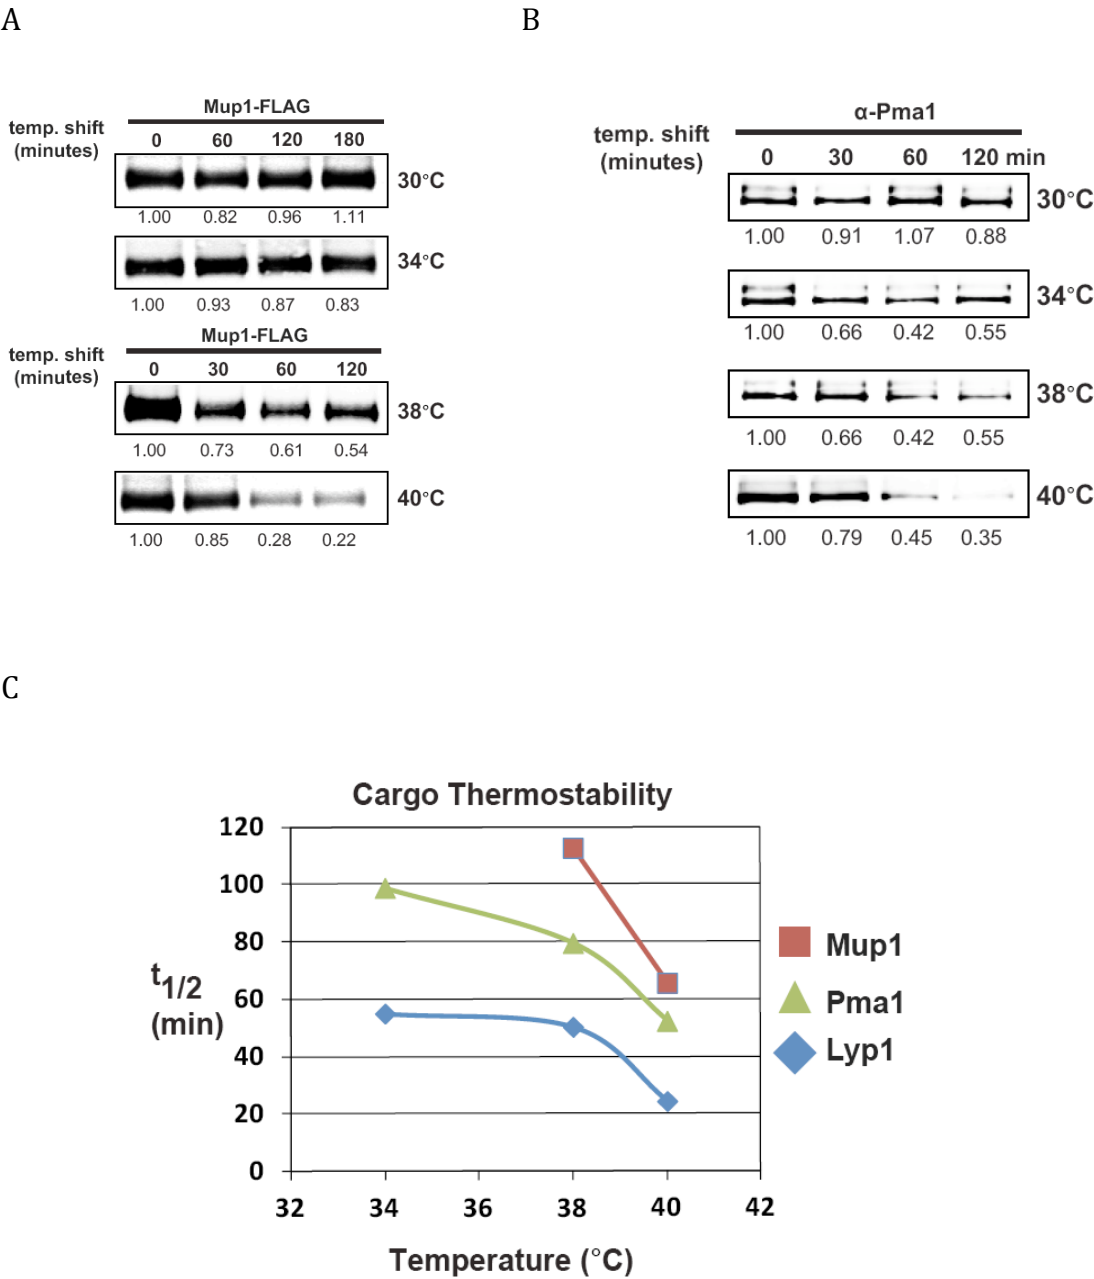 A
Mup1-FLAG
temp. shift
(minutes)
0 60 120 180
30°C
1.00 0.82 0.96 1.11
34°C
1.00 0.93 0.87 0.83
Mup1-FLAG
temp. shift
(minutes)
0 30 60 120
38°C
1.00 0.73 0.61 0.54
40°C
1.00 0.85 0.28 0.22
B
α-Pma1
temp. shift
(minutes)
0 30 60 120 min
30°C
1.00 0.91 1.07 0.88
34°C
1.00 0.66 0.42 0.55
38°C
1.00 0.66 0.42 0.55
40°C
1.00 0.79 0.45 0.35
C
Cargo Thermostability
120
100
80
60
40
20
0
t1/2
(min)
32 34 36 38 40 42
Temperature (°C)
Mup1
Pma1
Lyp1